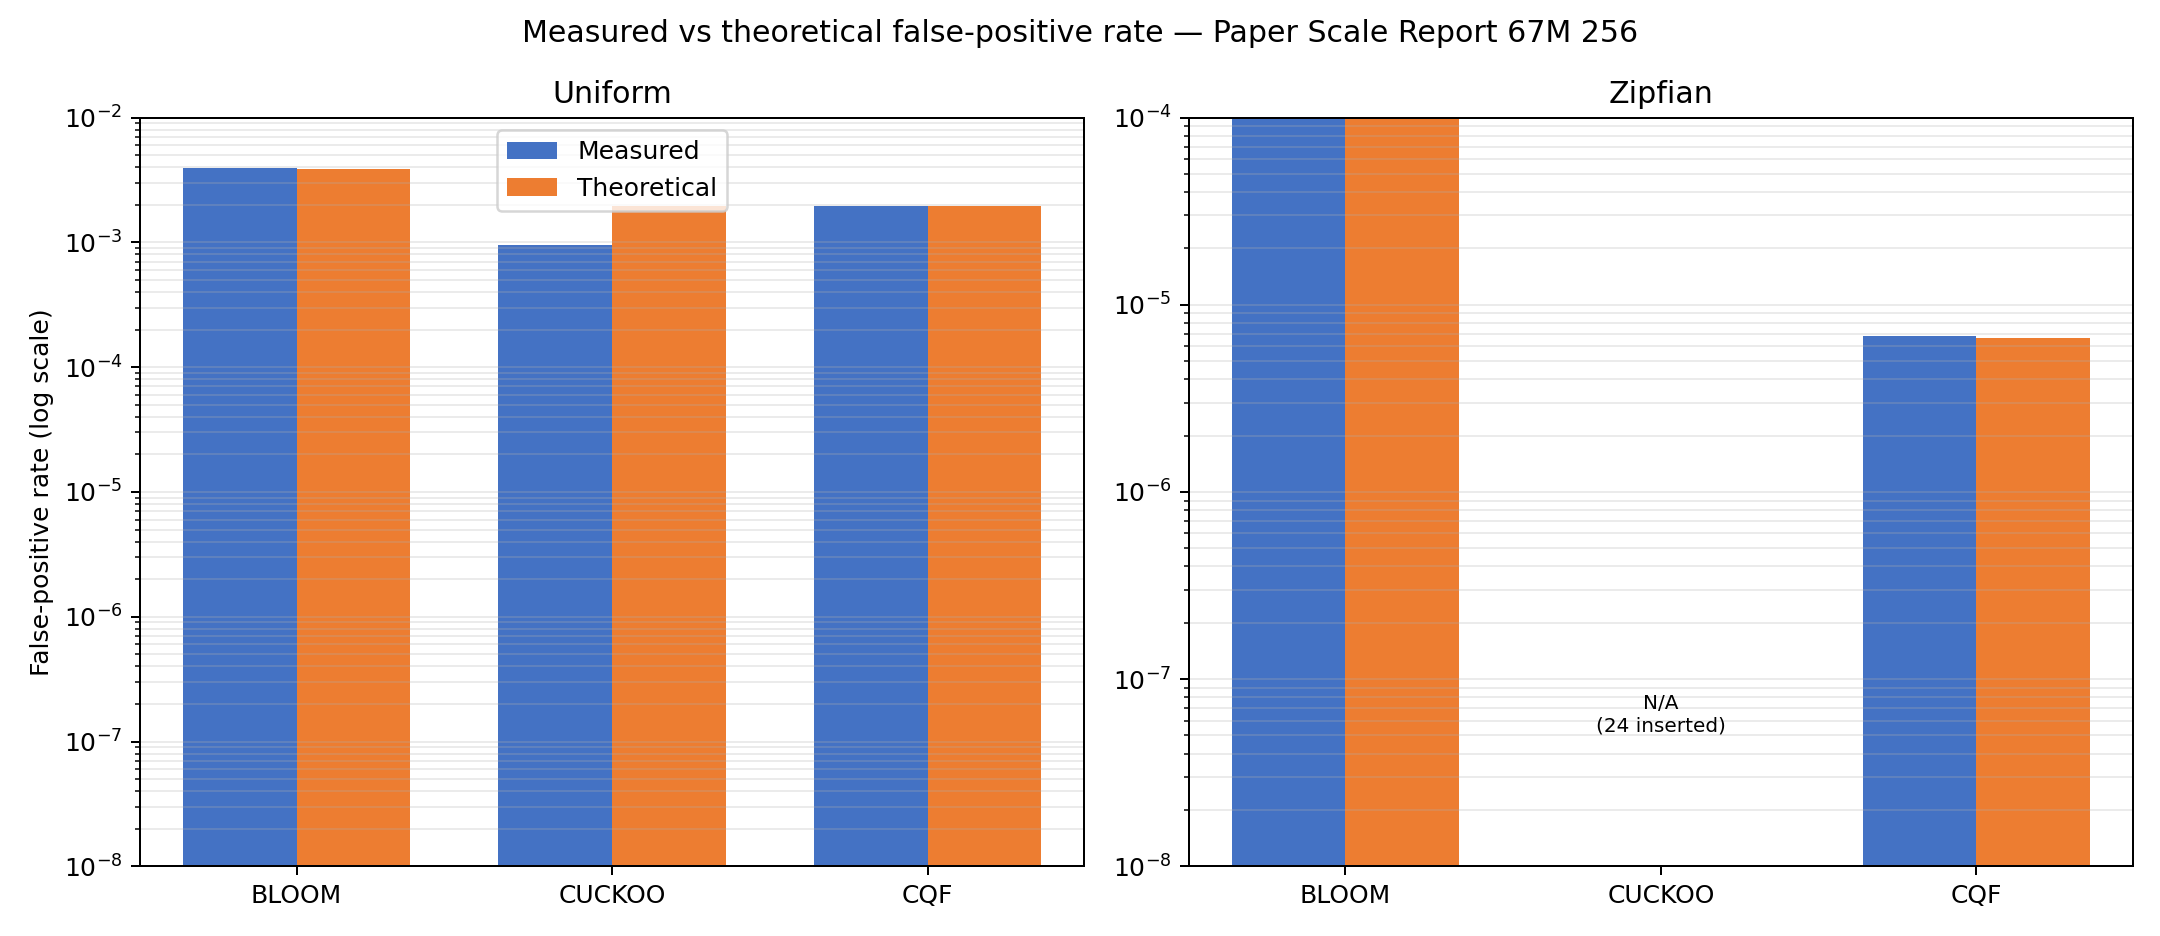 Measured vs theoretical false-positive rate — Paper Scale Report 67M 256
Uniform
False-positive rate (log scale)
10⁻²
10⁻³
10⁻⁴
10⁻⁵
10⁻⁶
10⁻⁷
10⁻⁸
Measured
Theoretical
BLOOM
CUCKOO
CQF
Zipfian
10⁻⁴
10⁻⁵
10⁻�6
10⁻⁷
10⁻⁸
N/A
(24 inserted)
BLOOM
CUCKOO
CQF